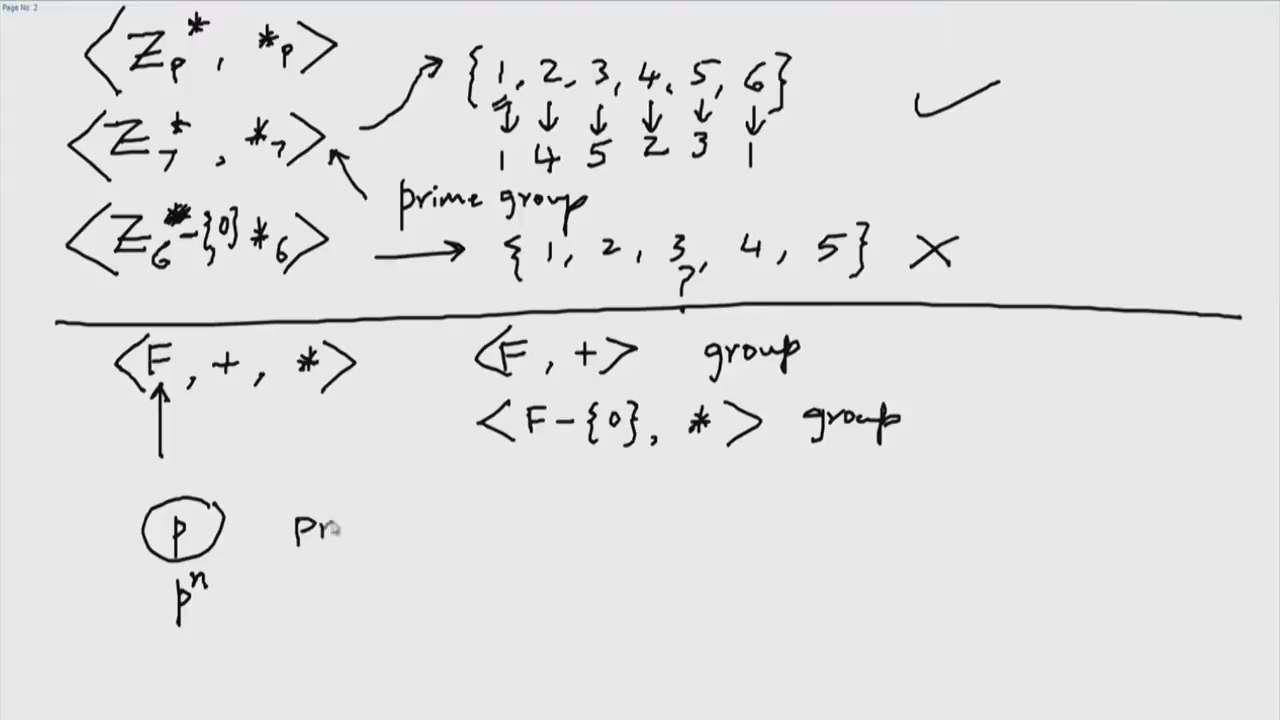 Page No: 2
<Z_p^*, *_p>
{1, 2, 3, 4, 5, 6}
<Z_7^*, *_7>
↓ ↓ ↓ ↓ ↓ ↓
1 4 5 2 3 1
prime group
<Z_6 -{0}, *_6> → {1, 2, 3, 4, 5} ✗
?
<F, +, *> <F, +> group
<F-{0}, *> group
p Pr
p^n